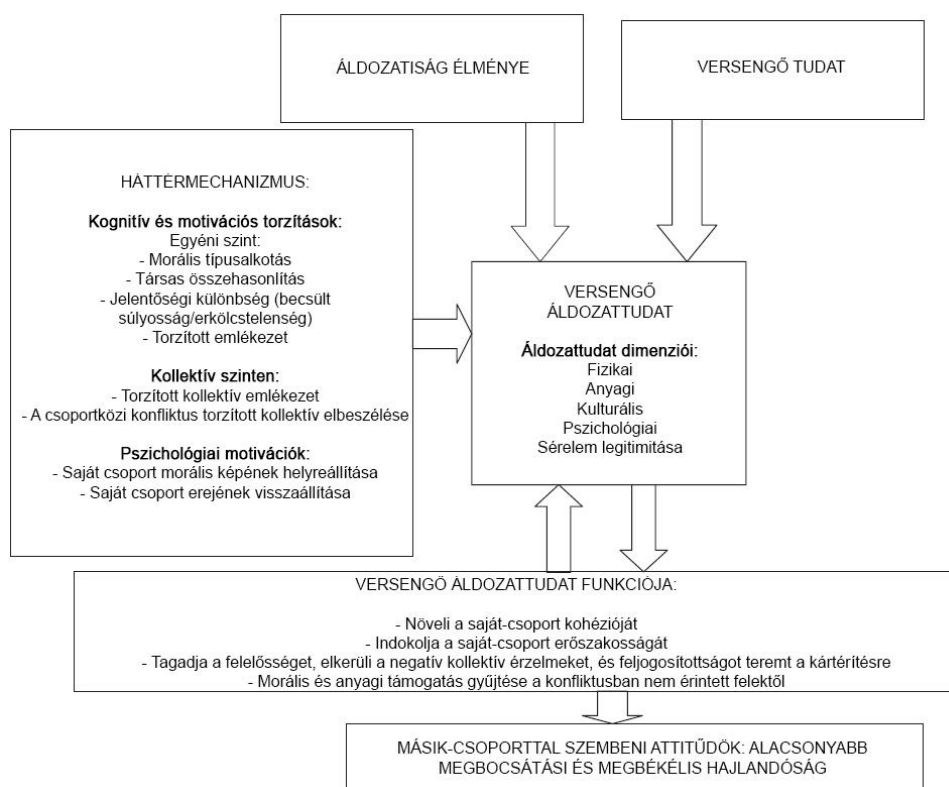 ÁLDOZATISÁG ÉLMÉNYE
VERSENGŐ TUDAT
HÁTTÉRMECHANIZMUS:
Kognitív és motivációs torzítások:
Egyéni szint:
- Morális típusalkotás
- Társas összehasonlítás
- Jelentőségi különbség (becsült
súlyosság/erkölcstelenség)
- Torzított emlékezet
Kollektív szinten:
- Torzított kollektív emlékezet
- A csoportközi konfliktus torzított kollektív elbeszélése
Pszichológiai motivációk:
- Saját csoport morális képének helyreállítása
- Saját csoport erejének visszaállítása
VERSENGŐ
ÁLDOZATTUDAT
Áldozattudat dimenziói:
Fizikai
Anyagi
Kulturális
Pszichológiai
Sérelem legitimitása
VERSENGŐ ÁLDOZATTUDAT FUNKCIÓJA:
- Növeli a saját-csoport kohézióját
- Indokolja a saját-csoport erőszakosságát
- Tagadja a felelősséget, elkerüli a negatív kollektív érzelmeket, és feljogosítottságot teremt a kártérítésre
- Morális és anyagi támogatás gyűjtése a konfliktusban nem érintett felektől
MÁSIK-CSOPORTTAL SZEMBENI ATTITŰDÖK: ALACSONYABB
MEGBOCSÁTÁSI ÉS MEGBÉKÉLIS HAJLANDÓSÁG